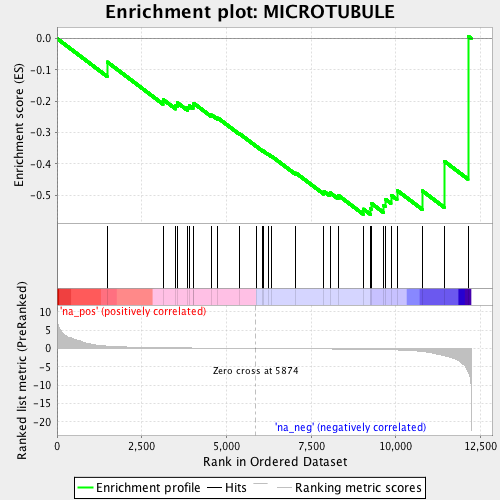 Enrichment plot: MICROTUBULE
Enrichment score (ES)
0.0
-0.1
-0.2
-0.3
-0.4
-0.5
'na_pos' (positively correlated)
Ranked list metric (PreRanked)
10
5
0
-5
-10
-15
-20
Zero cross at 5874
'na_neg' (negatively correlated)
0
2,500
5,000
7,500
10,000
12,500
Rank in Ordered Dataset
Enrichment profile
Hits
Ranking metric scores